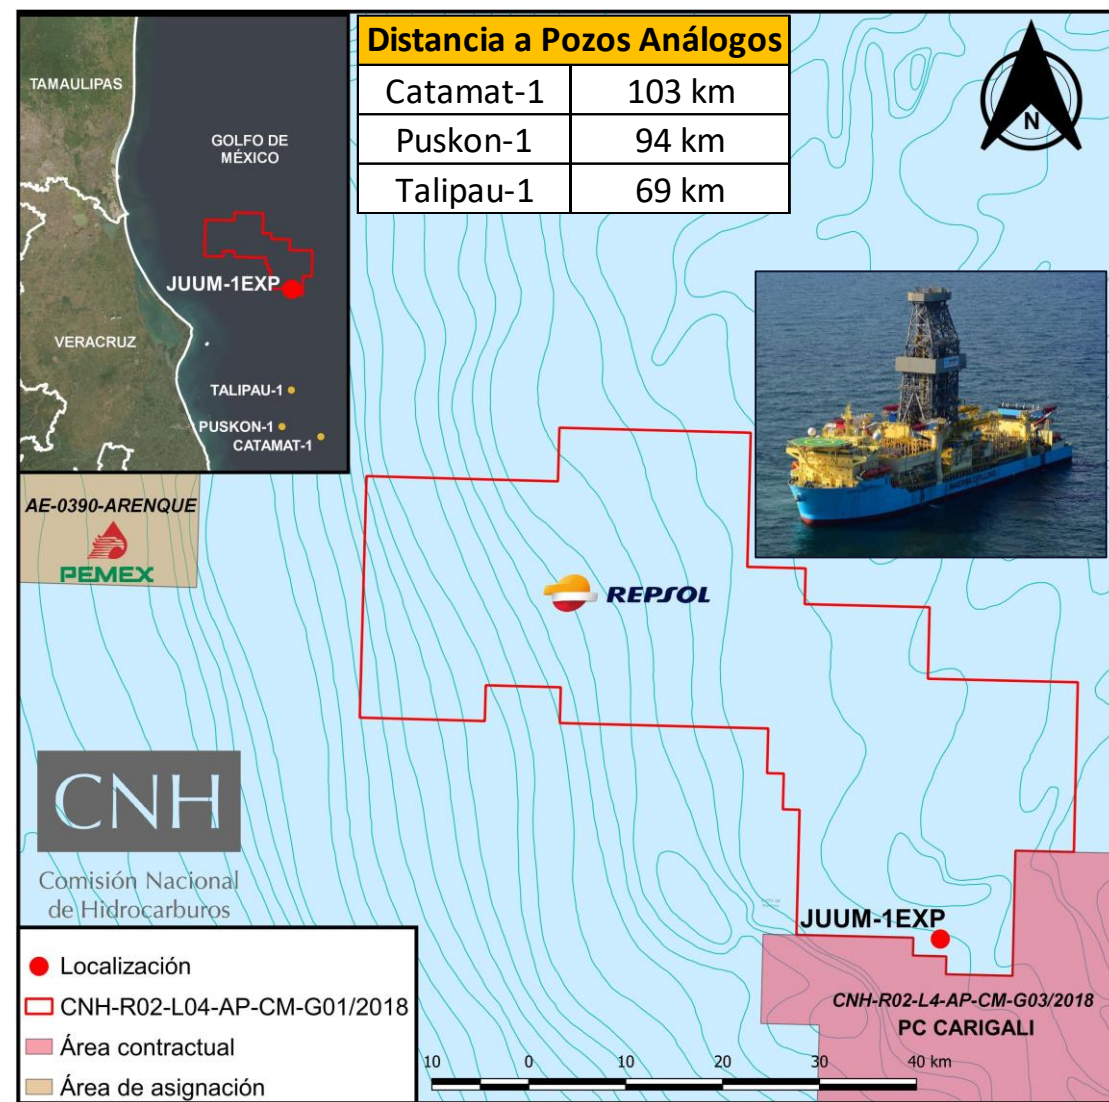 Distancia a Pozos Análogos
Catamat-1 103 km
Puskon-1 94 km
Talipau-1 69 km
N
TAMAULIPAS
GOLFO DE
MÉXICO
JUUM-1EXP
VERACRUZ
TALIPAU-1
PUSKON-1
CATAMAT-1
AE-0390-ARENQUE
PEMEX
REPSOL
CNH
Comisión Nacional
de Hidrocarburos
JUUM-1EXP
CNH-R02-L4-AP-CM-G03/2018
PC CARIGALI
Localización
CNH-R02-L04-AP-CM-G01/2018
Área contractual
Área de asignación
10 0 10 20 30 40 km